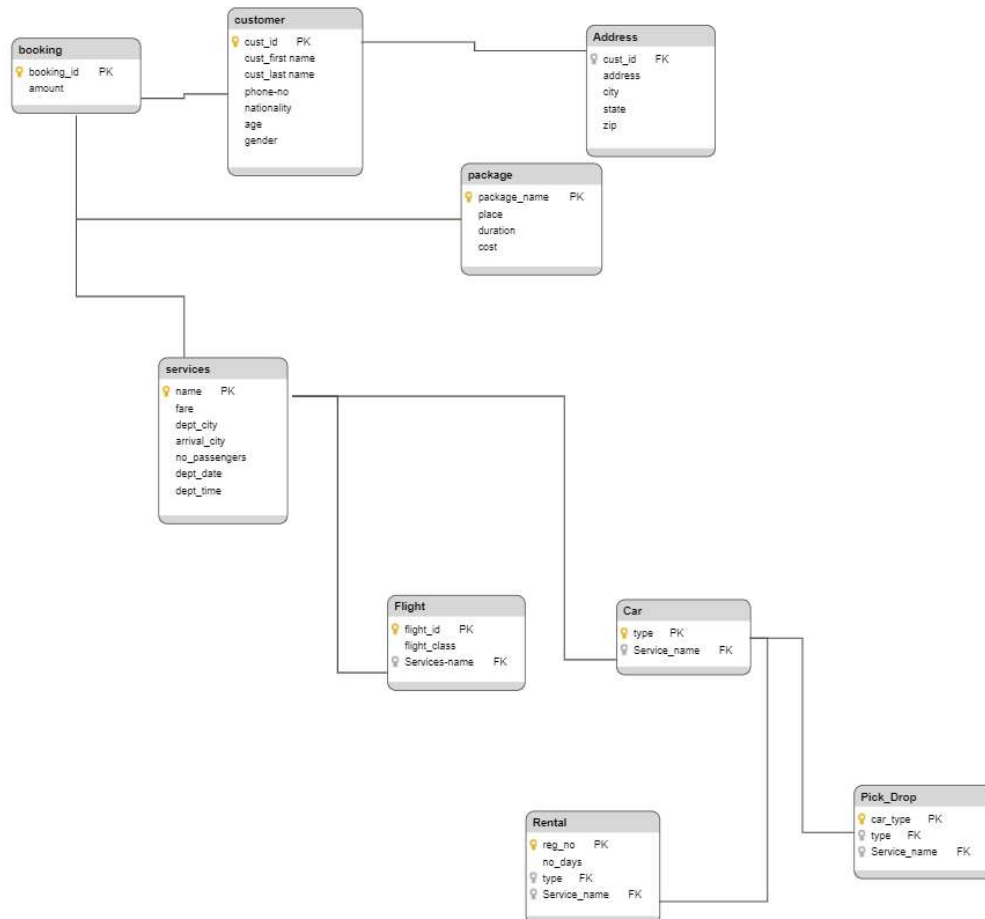 booking
booking_id PK
amount
customer
cust_id PK
cust_first name
cust_last name
phone-no
nationality
age
gender
Address
cust_id FK
address
city
state
zip
package
package_name PK
place
duration
cost
services
name PK
fare
dept_city
arrival_city
no_passengers
dept_date
dept_time
Flight
flight_id PK
flight_class
Services-name FK
Car
type PK
Service_name FK
Rental
reg_no PK
no_days
type FK
Service_name FK
Pick_Drop
car_type PK
type FK
Service_name FK